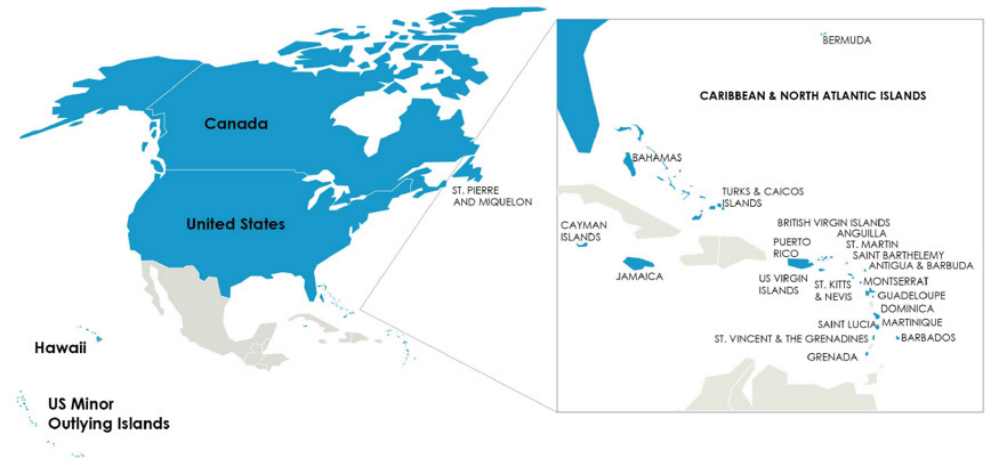 Canada
ST. PIERRE
AND MIQUELON
United States
Hawaii
US Minor
Outlying Islands
BERMUDA
CARIBBEAN & NORTH ATLANTIC ISLANDS
BAHAMAS
TURKS & CAICOS
ISLANDS
CAYMAN
ISLANDS
JAMAICA
BRITISH VIRGIN ISLANDS
ANGUILLA
PUERTO
RICO
ST. MARTIN
SAINT BARTHELEMY
ANTIGUA & BARBUDA
US VIRGIN
ISLANDS
ST. KITTS
& NEVIS
MONTSERRAT
GUADELOUPE
DOMINICA
SAINT LUCIA
MARTINIQUE
ST. VINCENT & THE GRENADINES
BARBADOS
GRENADA